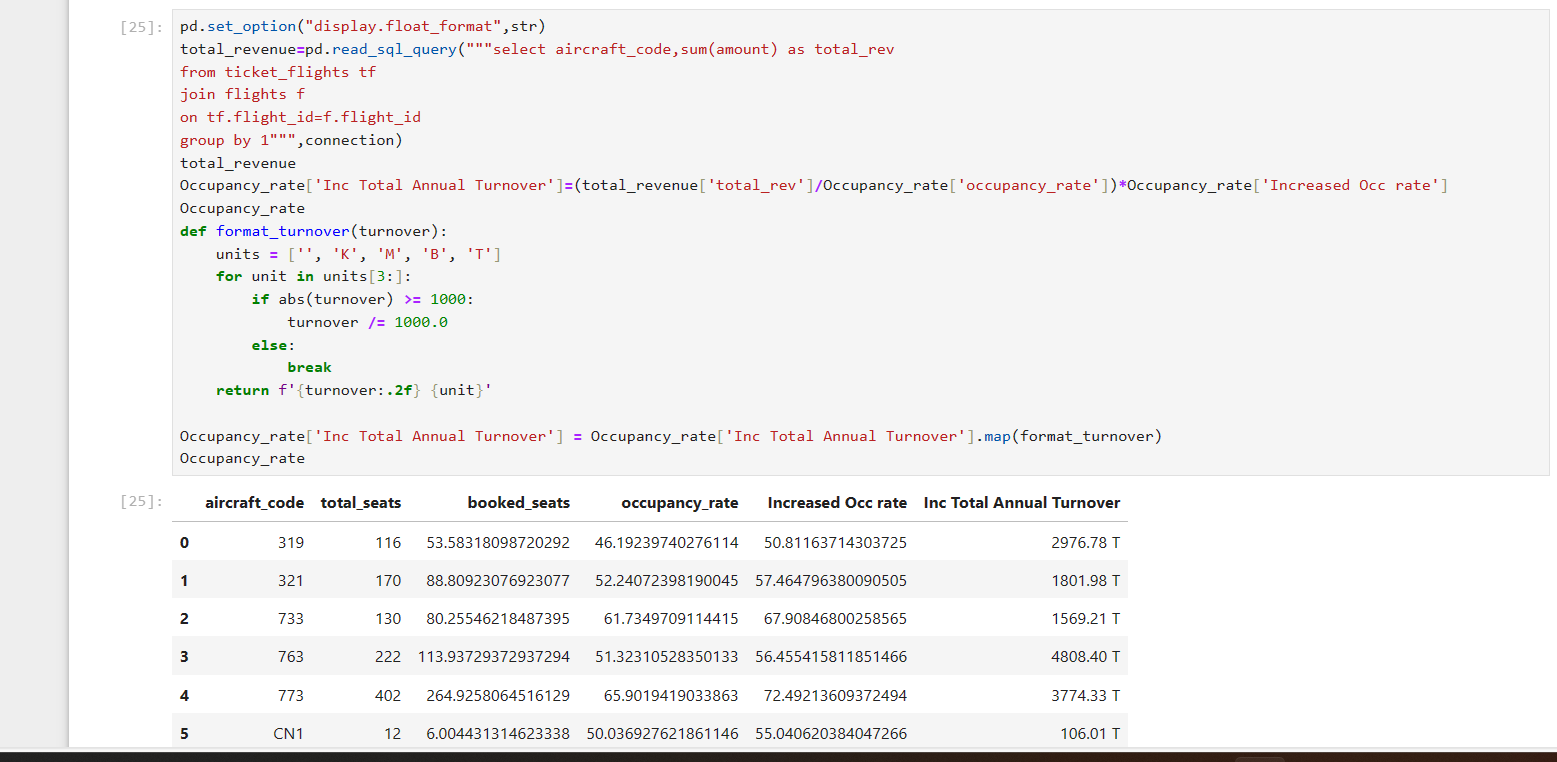 [25]: pd.set_option("display.float_format",str)
total_revenue=pd.read_sql_query("""select aircraft_code,sum(amount) as total_rev
from ticket_flights tf
join flights f
on tf.flight_id=f.flight_id
group by 1""",connection)
total_revenue
Occupancy_rate['Inc Total Annual Turnover']=(total_revenue['total_rev']/Occupancy_rate['occupancy_rate'])*Occupancy_rate['Increased Occ rate']
Occupancy_rate
def format_turnover(turnover):
    units = ['', 'K', 'M', 'B', 'T']
    for unit in units[3:]:
        if abs(turnover) >= 1000:
            turnover /= 1000.0
        else:
            break
    return f'{turnover:.2f} {unit}'

Occupancy_rate['Inc Total Annual Turnover'] = Occupancy_rate['Inc Total Annual Turnover'].map(format_turnover)
Occupancy_rate
[25]: aircraft_code total_seats booked_seats occupancy_rate Increased Occ rate Inc Total Annual Turnover
0 319 116 53.58318098720292 46.19239740276114 50.81163714303725 2976.78 T
1 321 170 88.80923076923077 52.24072398190045 57.464796380090505 1801.98 T
2 733 130 80.25546218487395 61.7349709114415 67.90846800258565 1569.21 T
3 763 222 113.93729372937294 51.32310528350133 56.455415811851466 4808.40 T
4 773 402 264.9258064516129 65.9019419033863 72.49213609372494 3774.33 T
5 CN1 12 6.004431314623338 50.036927621861146 55.040620384047266 106.01 T